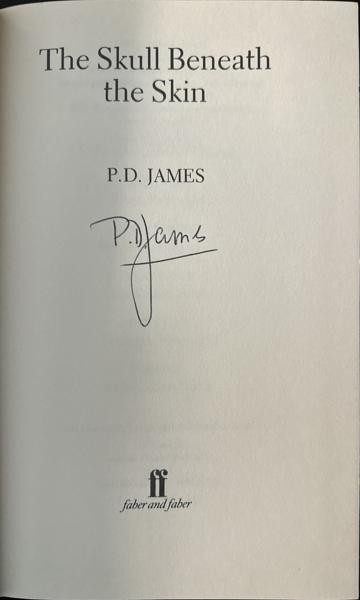 The Skull Beneath
the Skin
P.D. JAMES
P.D. James
ff
faber and faber